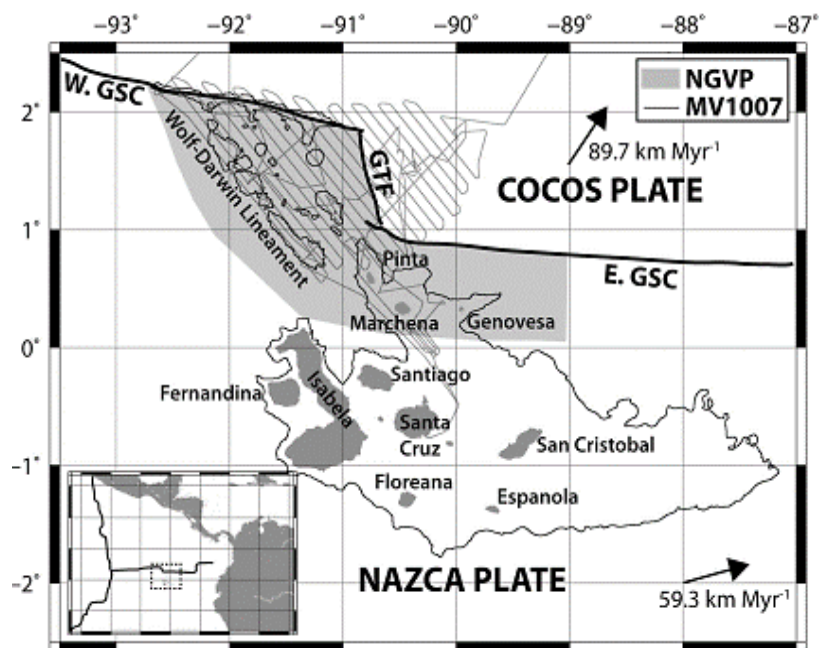 −93° −92° −91° −90° −89° −88° −87°
W. GSC
NGVP
MV1007
2°
89.7 km Myr-1
Wolf-Darwin Lineament
GTF
COCOS PLATE
1°
Pinta
E. GSC
Marchena
Genovesa
0°
Fernandina
Isabela
Santiago
Santa
Cruz
San Cristobal
−1°
Floreana
Espanola
−2°
NAZCA PLATE
59.3 km Myr-1